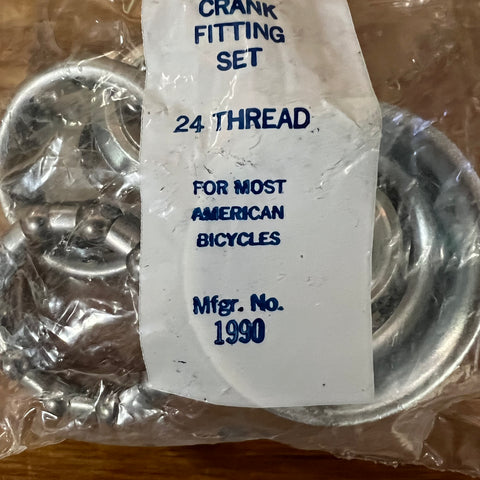 CRANK
FITTING
SET
24 THREAD
FOR MOST
AMERICAN
BICYCLES
Mfgr. No.
1990